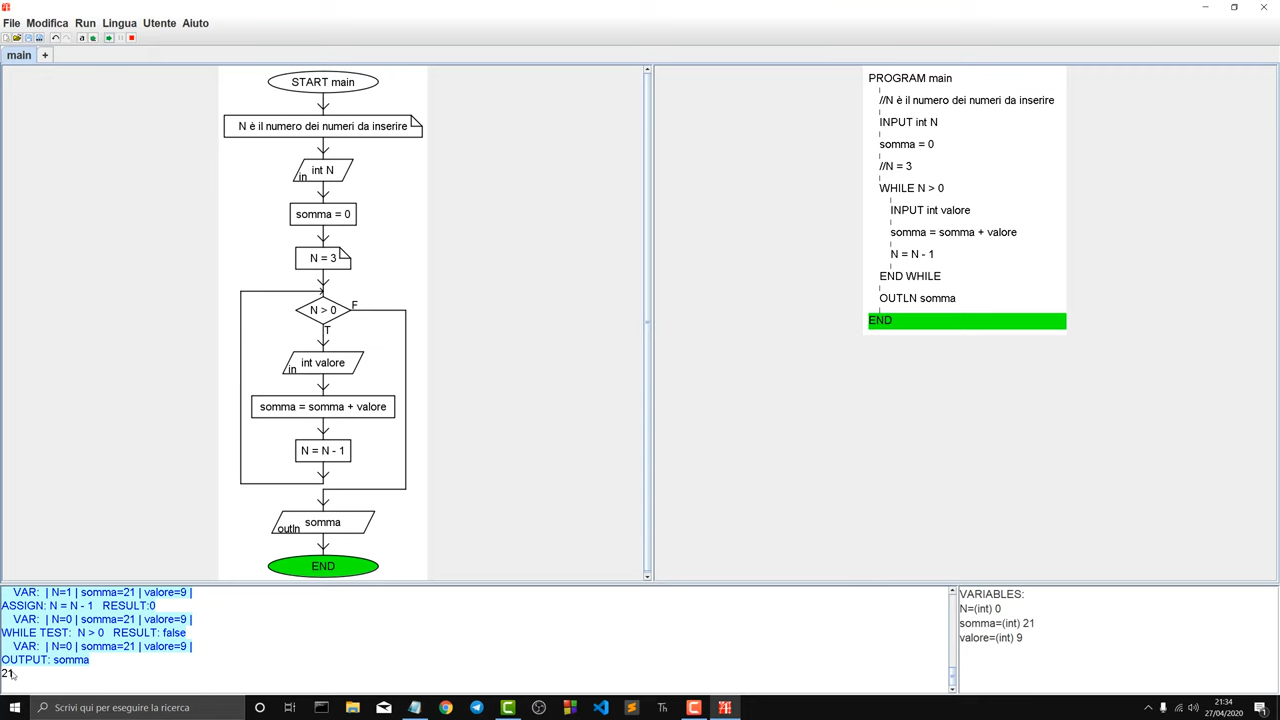 File Modifica Run Lingua Utente Aiuto
a
main +
START main
N è il numero dei numeri da inserire
int N
in
somma = 0
N = 3
N > 0
F
T
int valore
in
somma = somma + valore
N = N - 1
somma
outln
END
PROGRAM main
//N è il numero dei numeri da inserire
INPUT int N
somma = 0
//N = 3
WHILE N > 0
INPUT int valore
somma = somma + valore
N = N - 1
END WHILE
OUTLN somma
END
VAR: | N=1 | somma=21 | valore=9 |
ASSIGN: N = N - 1 RESULT:0
VAR: | N=0 | somma=21 | valore=9 |
WHILE TEST: N > 0 RESULT: false
VAR: | N=0 | somma=21 | valore=9 |
OUTPUT: somma
21
VARIABLES:
N=(int) 0
somma=(int) 21
valore=(int) 9
Scrivi qui per eseguire la ricerca
Th
21:34
27/04/2020
1